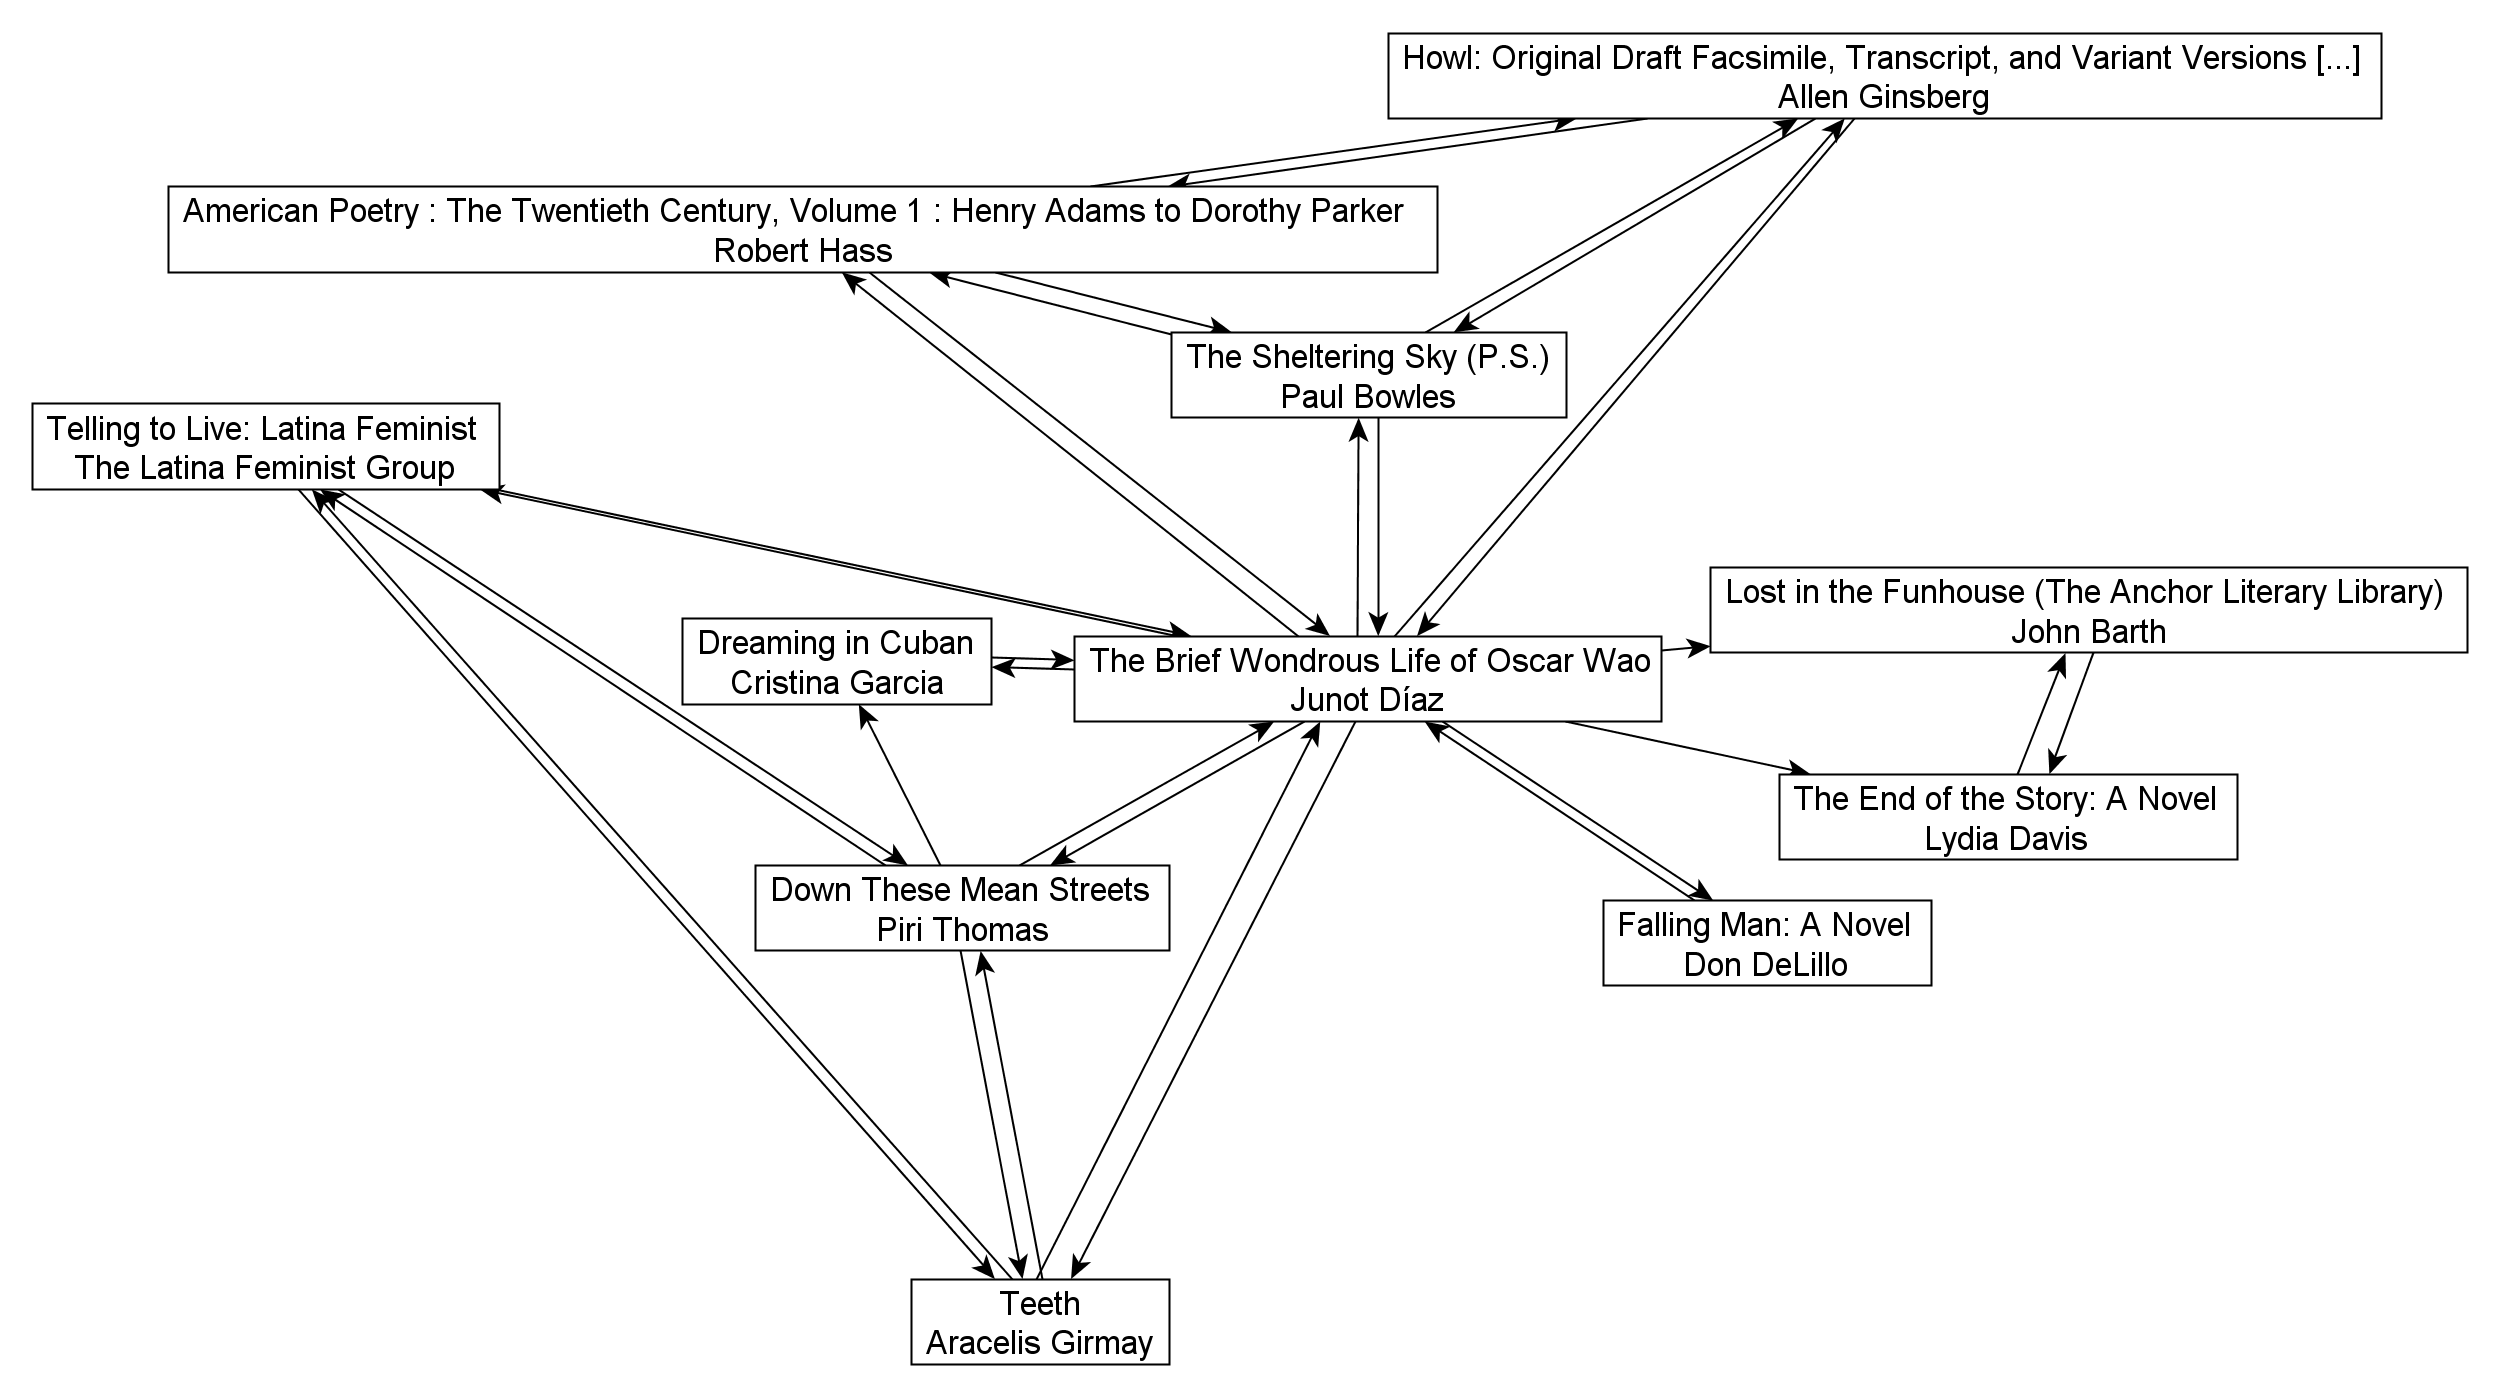 Howl: Original Draft Facsimile, Transcript, and Variant Versions [...]
Allen Ginsberg
American Poetry : The Twentieth Century, Volume 1 : Henry Adams to Dorothy Parker
Robert Hass
The Sheltering Sky (P.S.)
Paul Bowles
Telling to Live: Latina Feminist
The Latina Feminist Group
Lost in the Funhouse (The Anchor Literary Library)
John Barth
Dreaming in Cuban
Cristina Garcia
The Brief Wondrous Life of Oscar Wao
Junot Díaz
The End of the Story: A Novel
Lydia Davis
Down These Mean Streets
Piri Thomas
Falling Man: A Novel
Don DeLillo
Teeth
Aracelis Girmay